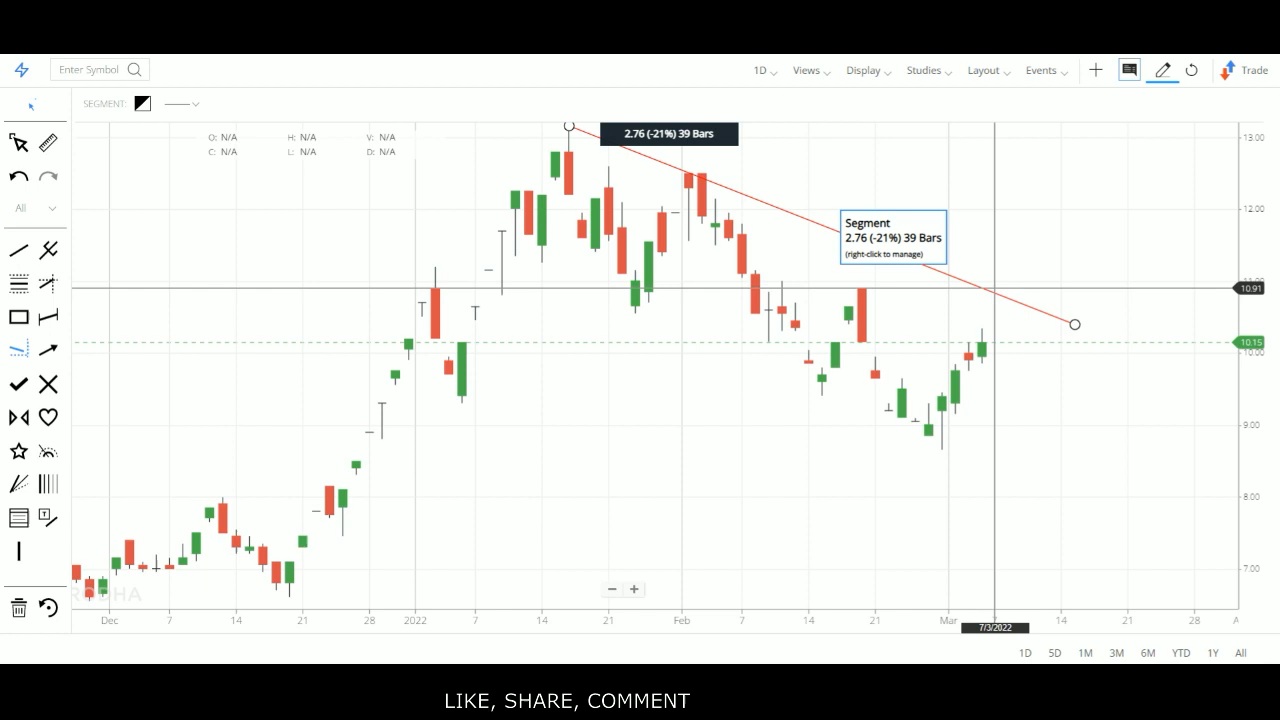 Enter Symbol
1D Views Display Studies Layout Events Trade
SEGMENT:
O: N/A H: N/A V: N/A
C: N/A L: N/A D: N/A
2.76 (-21%) 39 Bars
13.00
All
12.00
Segment
2.76 (-21%) 39 Bars
(right-click to manage)
10.91
10.15
10.00
9.00
8.00
7.00
Dec 7 14 21 28 2022 7 14 21 Feb 7 14 21 Mar 14 21 28 A
7/3/2022
1D 5D 1M 3M 6M YTD 1Y All
LIKE, SHARE, COMMENT